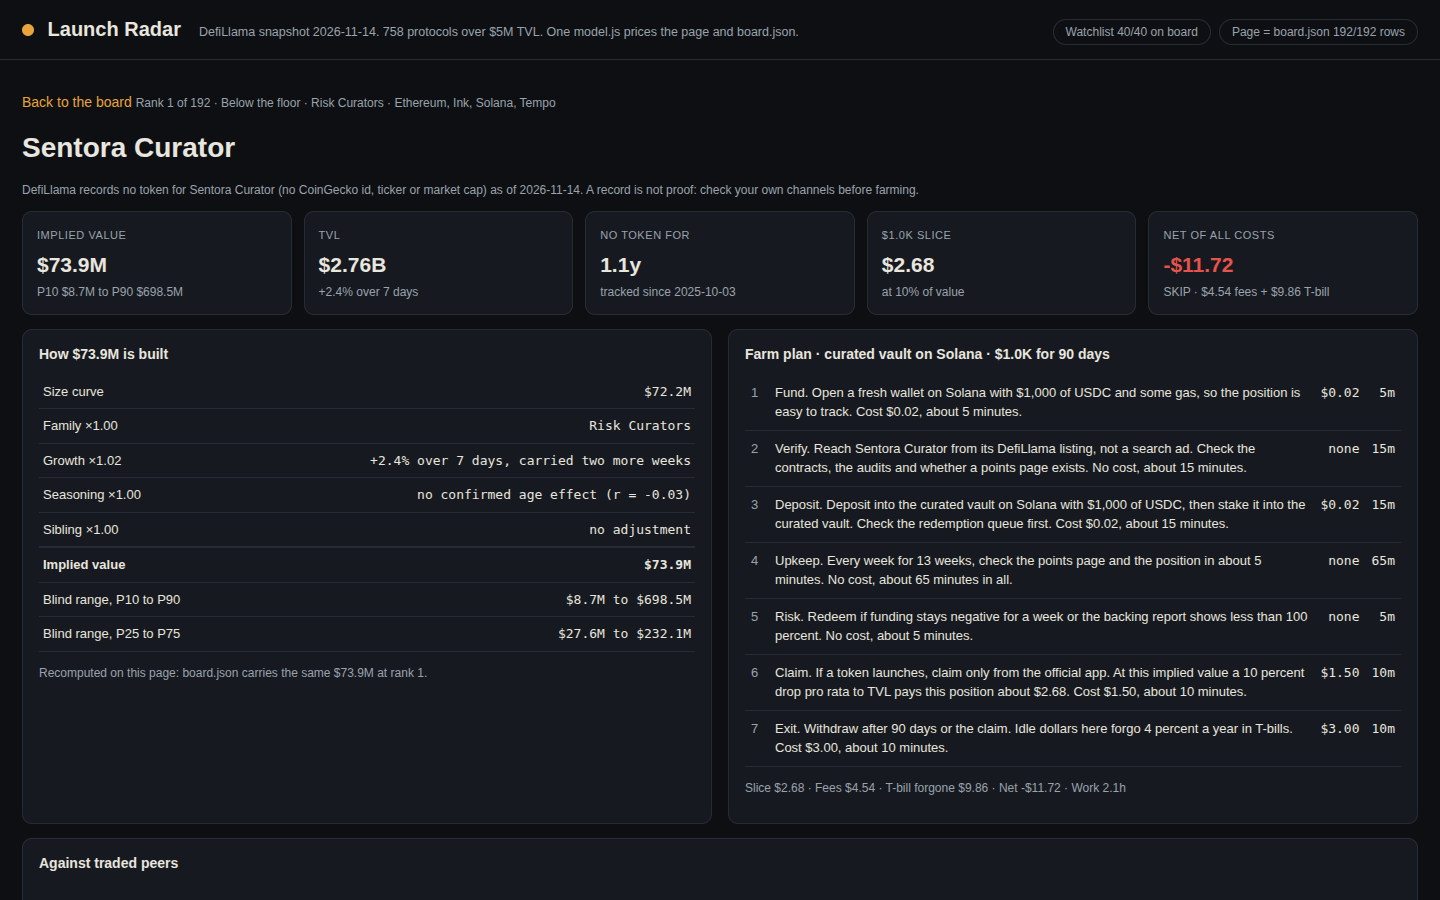 Launch Radar DefiLlama snapshot 2026-11-14. 758 protocols over $5M TVL. One model.js prices the page and board.json. Watchlist 40/40 on board Page = board.json 192/192 rows
Back to the board Rank 1 of 192 · Below the floor · Risk Curators · Ethereum, Ink, Solana, Tempo
Sentora Curator
DefiLlama records no token for Sentora Curator (no CoinGecko id, ticker or market cap) as of 2026-11-14. A record is not proof: check your own channels before farming.
IMPLIED VALUE
$73.9M
P10 $8.7M to P90 $698.5M
TVL
$2.76B
+2.4% over 7 days
NO TOKEN FOR
1.1y
tracked since 2025-10-03
$1.0K SLICE
$2.68
at 10% of value
NET OF ALL COSTS
-$11.72
SKIP · $4.54 fees + $9.86 T-bill
How $73.9M is built
Size curve $72.2M
Family ×1.00 Risk Curators
Growth ×1.02 +2.4% over 7 days, carried two more weeks
Seasoning ×1.00 no confirmed age effect (r = -0.03)
Sibling ×1.00 no adjustment
Implied value $73.9M
Blind range, P10 to P90 $8.7M to $698.5M
Blind range, P25 to P75 $27.6M to $232.1M
Recomputed on this page: board.json carries the same $73.9M at rank 1.
Farm plan · curated vault on Solana · $1.0K for 90 days
1 Fund. Open a fresh wallet on Solana with $1,000 of USDC and some gas, so the position is $0.02 5m
easy to track. Cost $0.02, about 5 minutes.
2 Verify. Reach Sentora Curator from its DefiLlama listing, not a search ad. Check the none 15m
contracts, the audits and whether a points page exists. No cost, about 15 minutes.
3 Deposit. Deposit into the curated vault on Solana with $1,000 of USDC, then stake it into the $0.02 15m
curated vault. Check the redemption queue first. Cost $0.02, about 15 minutes.
4 Upkeep. Every week for 13 weeks, check the points page and the position in about 5 none 65m
minutes. No cost, about 65 minutes in all.
5 Risk. Redeem if funding stays negative for a week or the backing report shows less than 100 none 5m
percent. No cost, about 5 minutes.
6 Claim. If a token launches, claim only from the official app. At this implied value a 10 percent $1.50 10m
drop pro rata to TVL pays this position about $2.68. Cost $1.50, about 10 minutes.
7 Exit. Withdraw after 90 days or the claim. Idle dollars here forgo 4 percent a year in T-bills. $3.00 10m
Cost $3.00, about 10 minutes.
Slice $2.68 · Fees $4.54 · T-bill forgone $9.86 · Net -$11.72 · Work 2.1h
Against traded peers